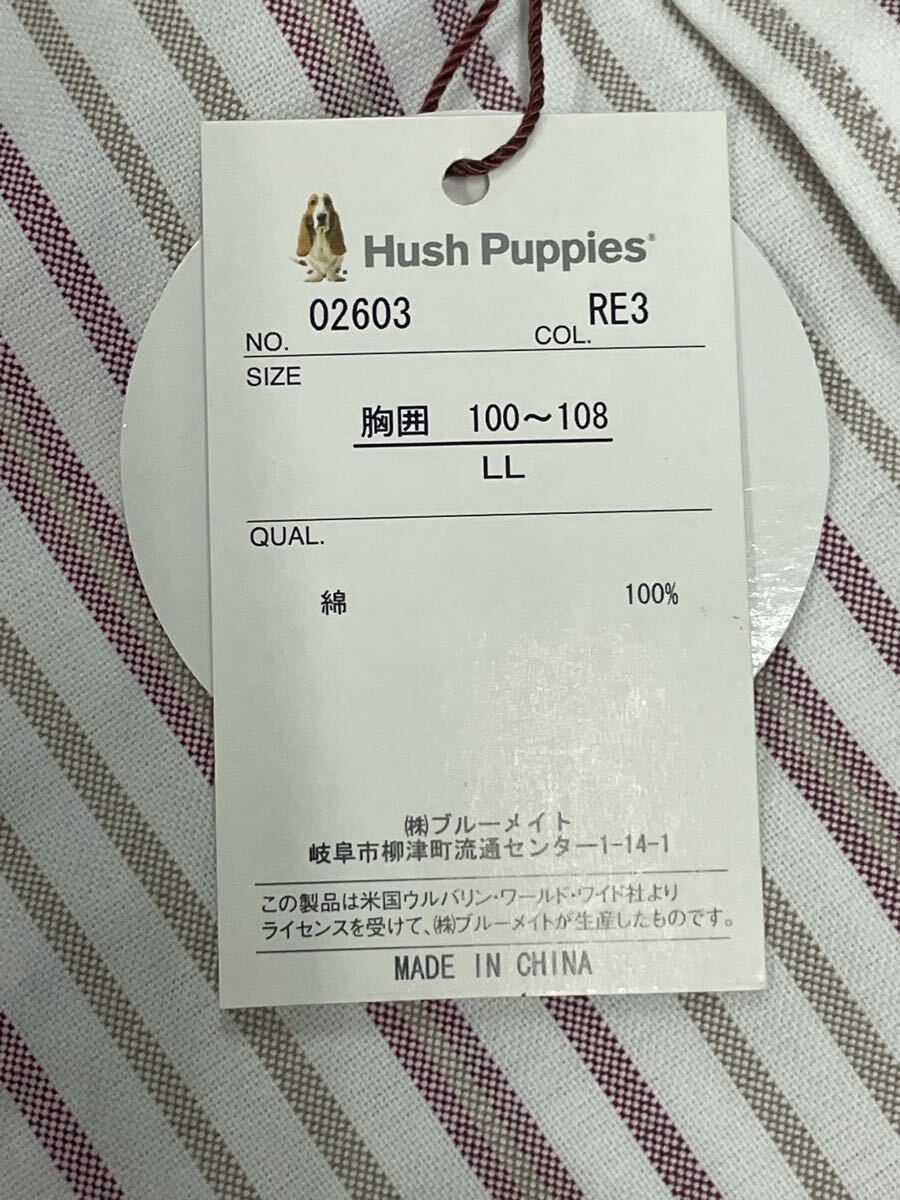 Hush Puppies®
NO. 02603 COL. RE3
SIZE
胸囲 100～108
LL
QUAL.
綿 100%
㈱ブルーメイト
岐阜市柳津町流通センター1-14-1
この製品は米国ウルバリン・ワールド・ワイド社より
ライセンスを受けて、㈱ブルーメイトが生産したものです。
MADE IN CHINA